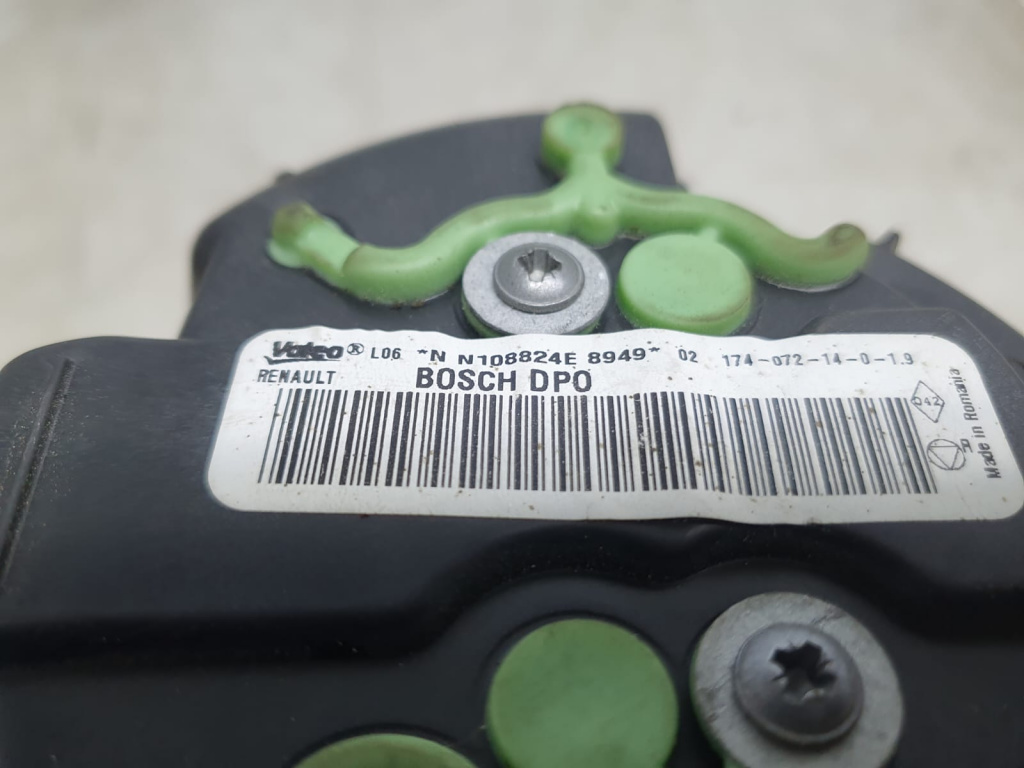 Valeo ® L06 *N N108824E 8949* 02 174-072-14-0-1.9
RENAULT BOSCH DPO
042
Made in Romania